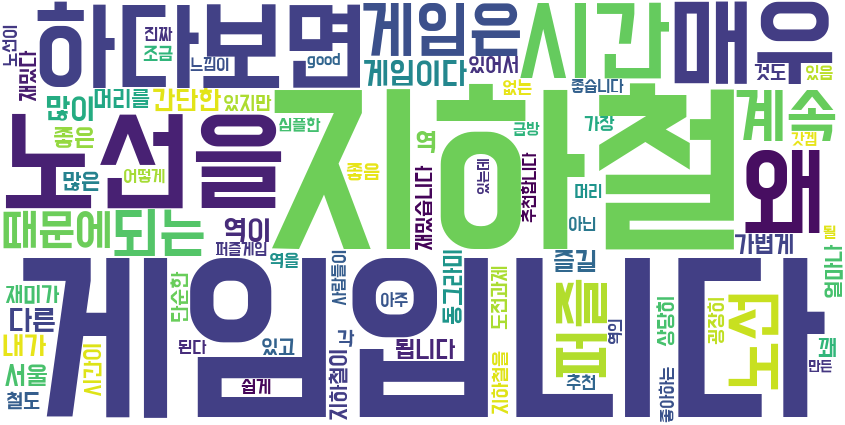 노선이
재밌다
하다보면
진짜
조금
느낌이
good
게임은
게임이다
있어서
시간
좋습니다
없는
매우
것도
있음
많이
머리를
간단한
있지만
좋은
심플한
지하철
금방
가장
계속
갓겜
노선을
많은
어떻게
좋음
역
재밌습니다
있는데
추천합니다
머리
아닌
왜
때문에
되는
역이
퍼즐게임
가볍게
될
얼마나
게임입니다
단순한
역을
사람들이
아주
동그라미
도전과제
즐길
퍼즐
역의
상당히
굉장히
노선
꽤
만든
재미가
다른
내가
서울
철도
시간이
된다
있고
쉽게
각
지하철이
됩니다
지하철을
추천
좋아하는